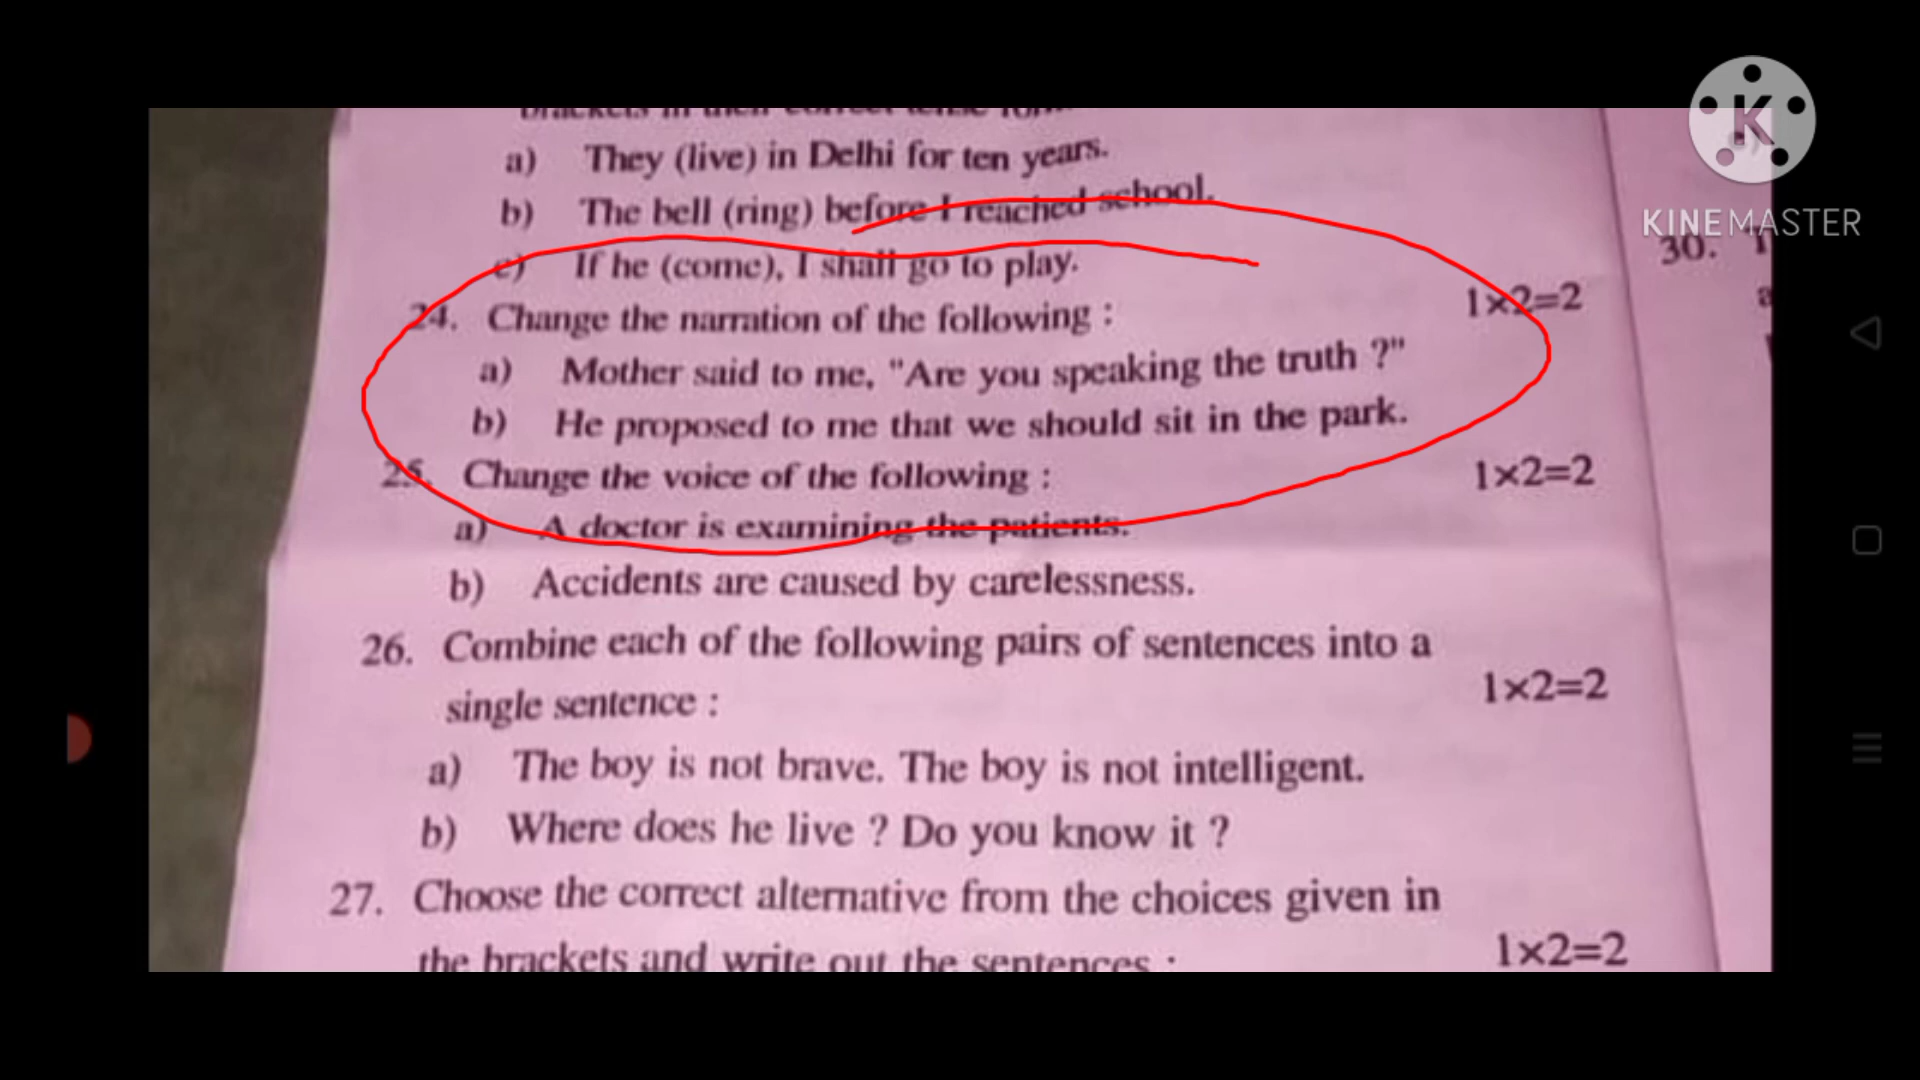 brackets in their correct tense form
a) They (live) in Delhi for ten years.
b) The bell (ring) before I reached school.
c) If he (come), I shall go to play.
24. Change the narration of the following : 1×2=2
a) Mother said to me, "Are you speaking the truth ?"
b) He proposed to me that we should sit in the park.
25. Change the voice of the following : 1×2=2
a) A doctor is examining the patients.
b) Accidents are caused by carelessness.
26. Combine each of the following pairs of sentences into a
single sentence : 1×2=2
a) The boy is not brave. The boy is not intelligent.
b) Where does he live ? Do you know it ?
27. Choose the correct alternative from the choices given in
the brackets and write out the sentences : 1×2=2
30.
K
KINEMASTER